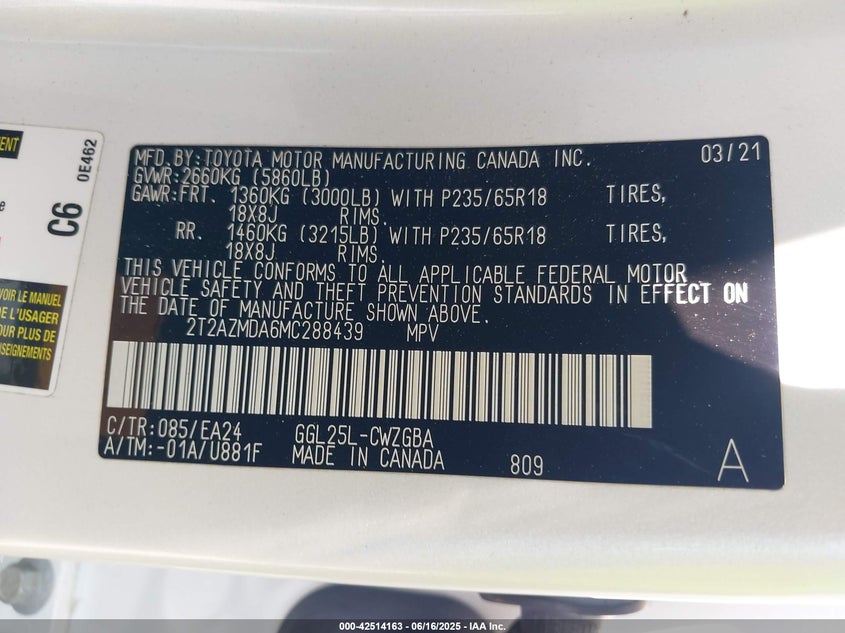 MENT
0E462
C6
e
VOIR LE MANUEL
DE L'USAGER
POUR PLUS DE
MFD.BY:TOYOTA MOTOR MANUFACTURING CANADA INC. 03/21
GVWR:2660KG (5860LB)
GAWR:FRT. 1360KG (3000LB) WITH P235/65R18 TIRES,
18X8J RIMS.
RR. 1460KG (3215LB) WITH P235/65R18 TIRES,
18X8J RIMS.
THIS VEHICLE CONFORMS TO ALL APPLICABLE FEDERAL MOTOR
VEHICLE SAFETY AND THEFT PREVENTION STANDARDS IN EFFECT ON
THE DATE OF MANUFACTURE SHOWN ABOVE.
2T2AZMDA6MC288439 MPV
C/TR:085/EA24 GGL25L-CWZGBA
A/TM:-01A/U881F MADE IN CANADA 809 A
000-42514163 - 06/16/2025 - IAA Inc.